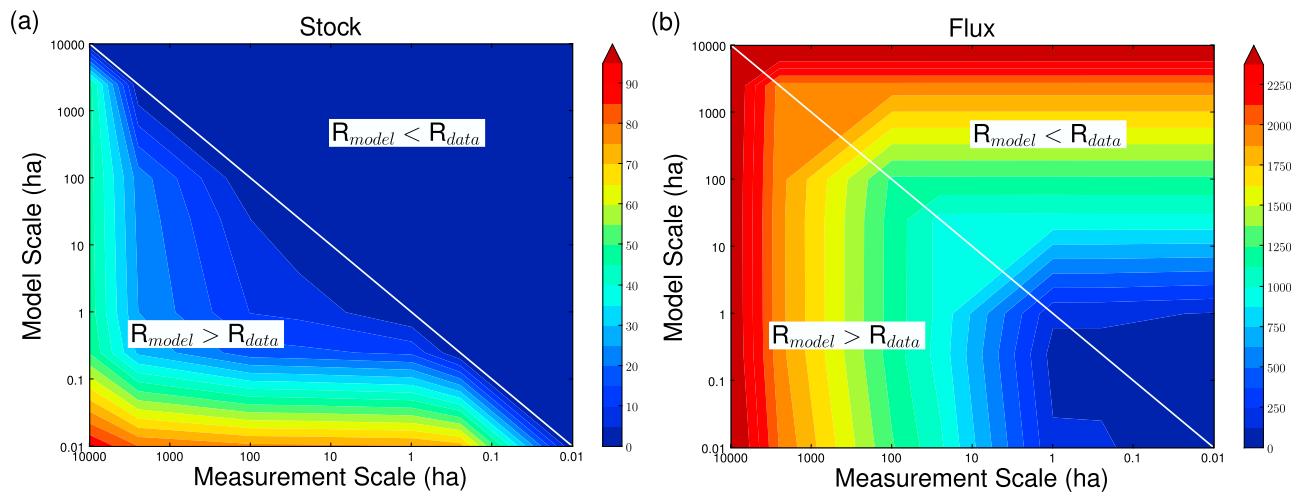 (a)
Stock
Model Scale (ha)
10000
1000
100
10
1
0.1
0.01
10000 1000 100 10 1 0.1 0.01
Measurement Scale (ha)
R_model < R_data
R_model > R_data
90
80
70
60
50
40
30
20
10
0
(b)
Flux
Model Scale (ha)
10000
1000
100
10
1
0.1
0.01
10000 1000 100 10 1 0.1 0.01
Measurement Scale (ha)
R_model < R_data
R_model > R_data
2250
2000
1750
1500
1250
1000
750
500
250
0